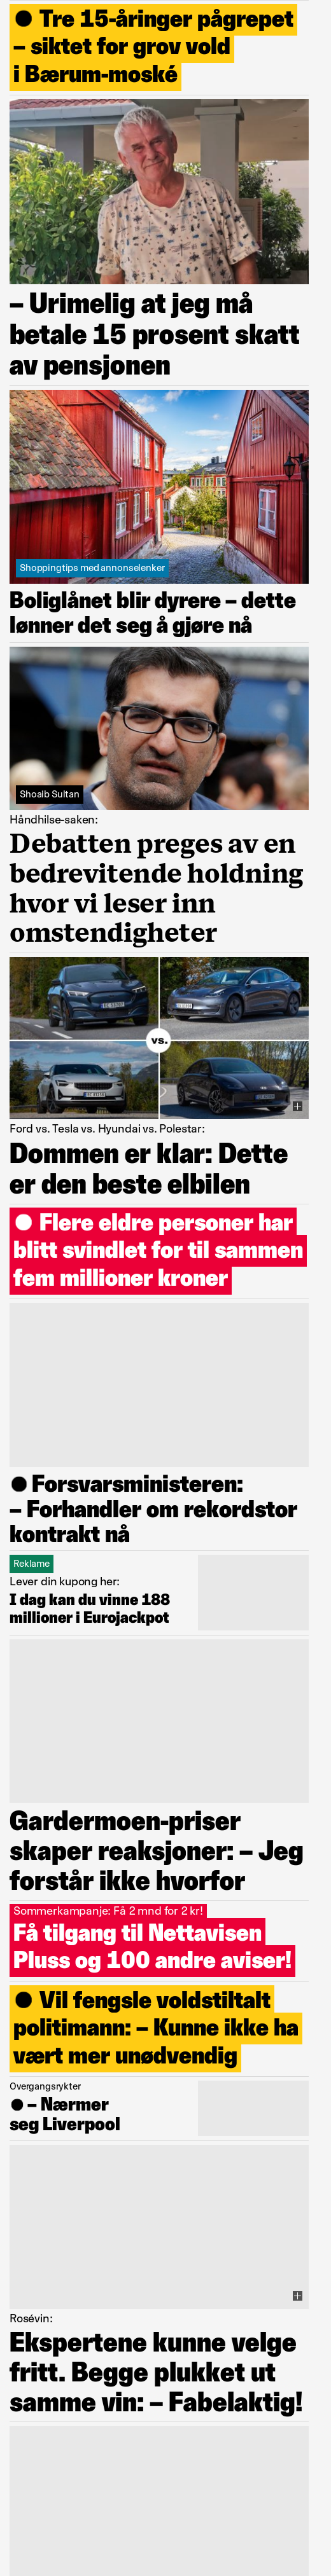 Tre 15-åringer pågrepet
– siktet for grov vold
i Bærum-moské
– Urimelig at jeg må
betale 15 prosent skatt
av pensjonen
Shoppingtips med annonselenker
Boliglånet blir dyrere – dette
lønner det seg å gjøre nå
Shoaib Sultan
Håndhilse-saken:
Debatten preges av en
bedrevitende holdning
hvor vi leser inn
omstendigheter
vs.
Ford vs. Tesla vs. Hyundai vs. Polestar:
Dommen er klar: Dette
er den beste elbilen
Flere eldre personer har
blitt svindlet for til sammen
fem millioner kroner
Forsvarsministeren:
– Forhandler om rekordstor
kontrakt nå
Reklame
Lever din kupong her:
I dag kan du vinne 188
millioner i Eurojackpot
Gardermoen-priser
skaper reaksjoner: – Jeg
forstår ikke hvorfor
Sommerkampanje: Få 2 mnd for 2 kr!
Få tilgang til Nettavisen
Pluss og 100 andre aviser!
Vil fengsle voldstiltalt
politimann: – Kunne ikke ha
vært mer unødvendig
Overgangsrykter
– Nærmer
seg Liverpool
Rosévin:
Ekspertene kunne velge
fritt. Begge plukket ut
samme vin: – Fabelaktig!